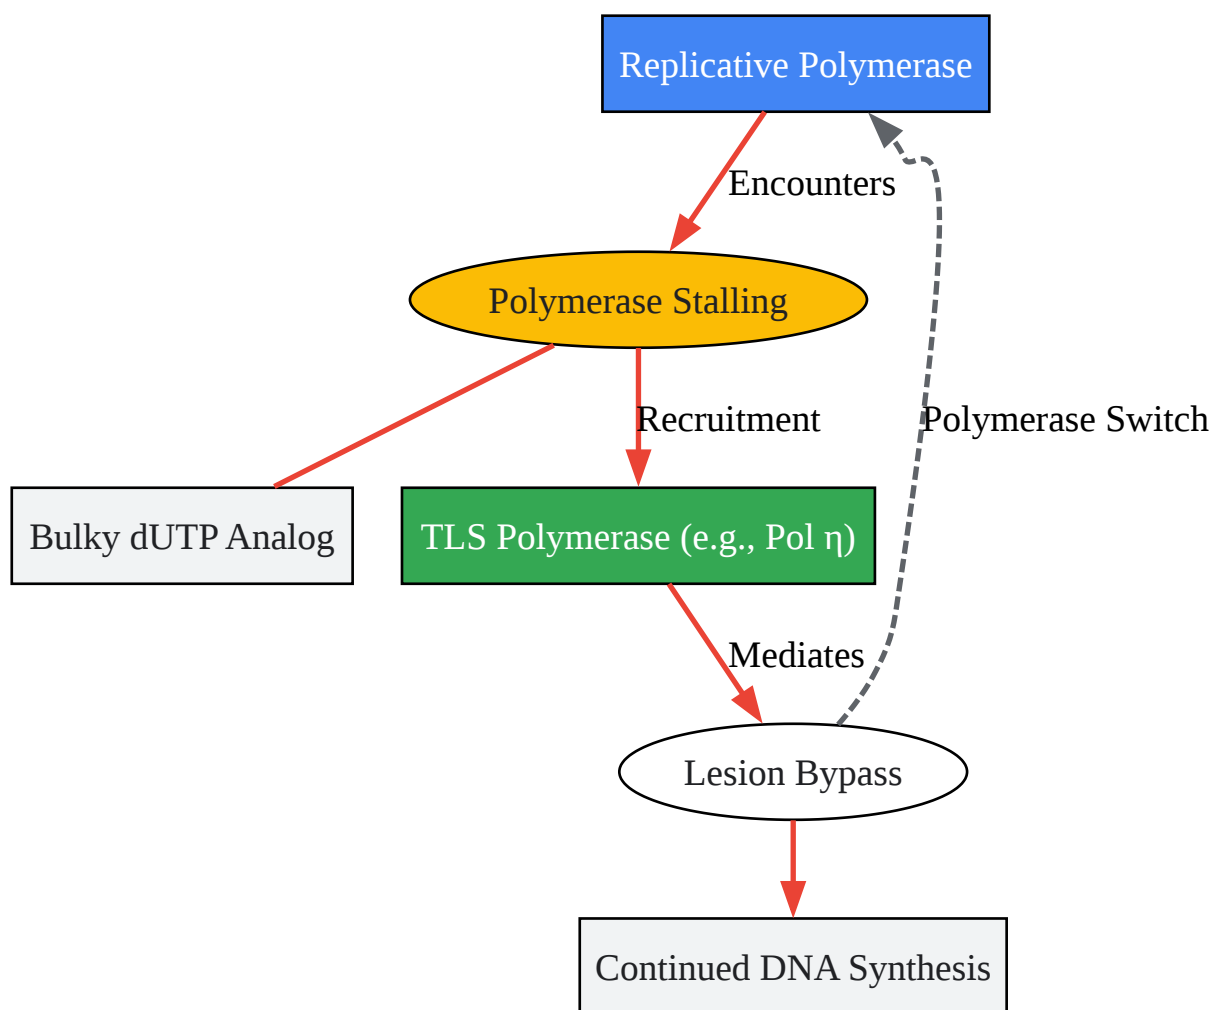 Replicative Polymerase
Encounters
Polymerase Stalling
Recruitment
Polymerase Switch
Bulky dUTP Analog
TLS Polymerase (e.g., Pol η)
Mediates
Lesion Bypass
Continued DNA Synthesis